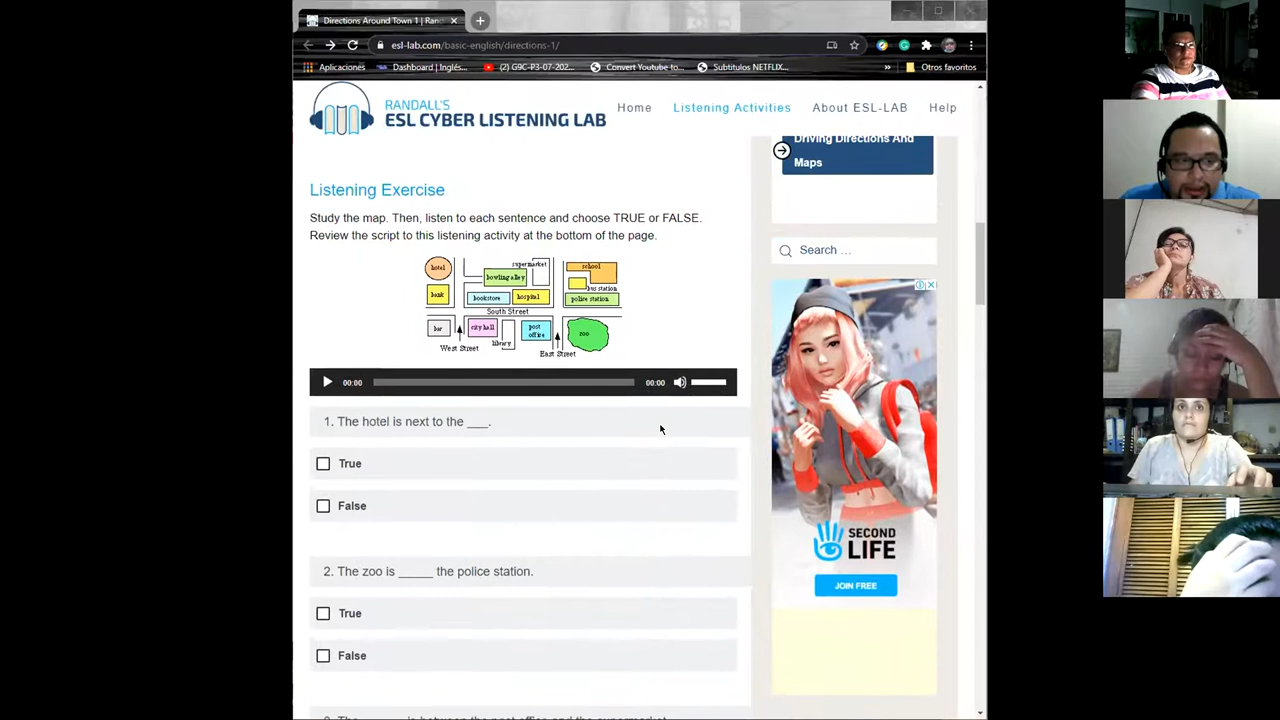 Directions Around Town 1 | Ran
esl-lab.com/basic-english/directions-1/
Aplicaciones
Dashboard | Inglés...
(2) G9C-P3-07-202...
Convert Youtube to...
Subtitulos NETFLIX...
»
Otros favoritos
RANDALL'S
ESL CYBER LISTENING LAB
Home
Listening Activities
About ESL-LAB
Help
Driving Directions And
Maps
Listening Exercise
Study the map. Then, listen to each sentence and choose TRUE or FALSE.
Review the script to this listening activity at the bottom of the page.
Search ...
hotel
supermarket
school
bowling alley
bus station
bank
bookstore
hospital
police station
South Street
bar
city hall
post
office
zoo
library
West Street
East Street
00:00
00:00
1. The hotel is next to the ___.
True
False
2. The zoo is _____ the police station.
True
False
SECOND
LIFE
JOIN FREE